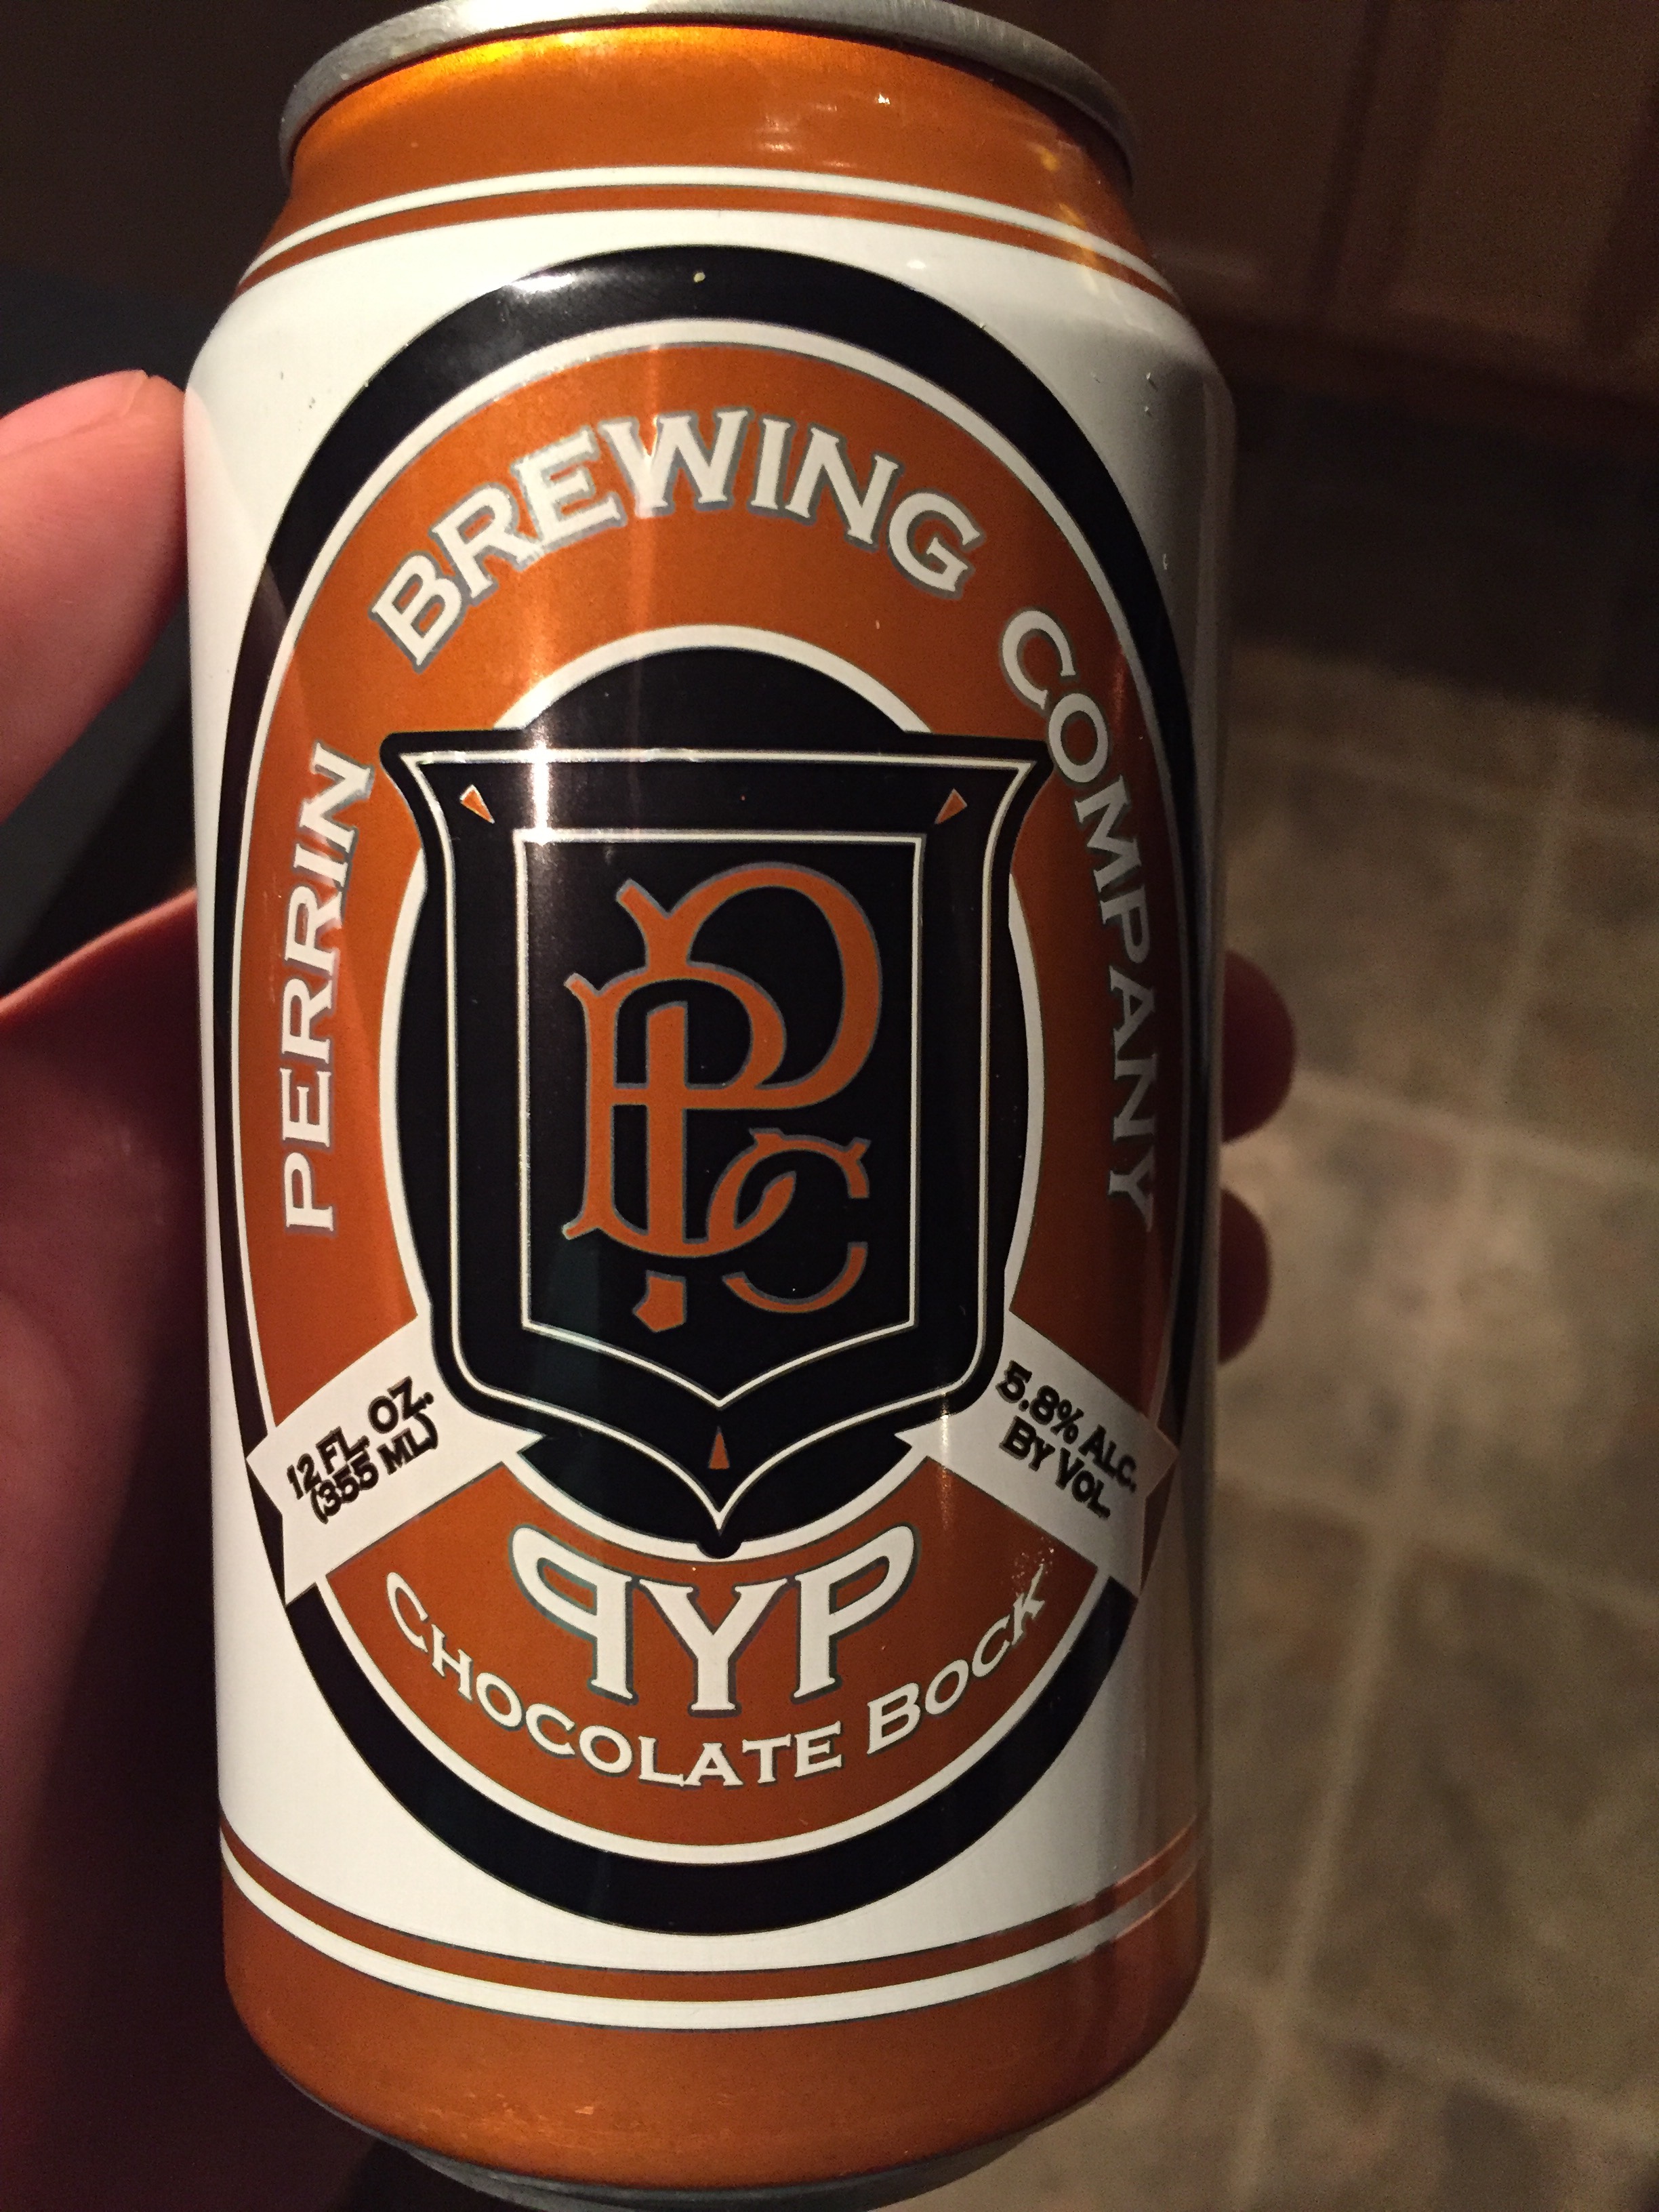 PERRIN BREWING COMPANY
PBC
12 FL. OZ.
(355 ML)
5.8% ALC.
BY VOL.
PYP
CHOCOLATE BOCK